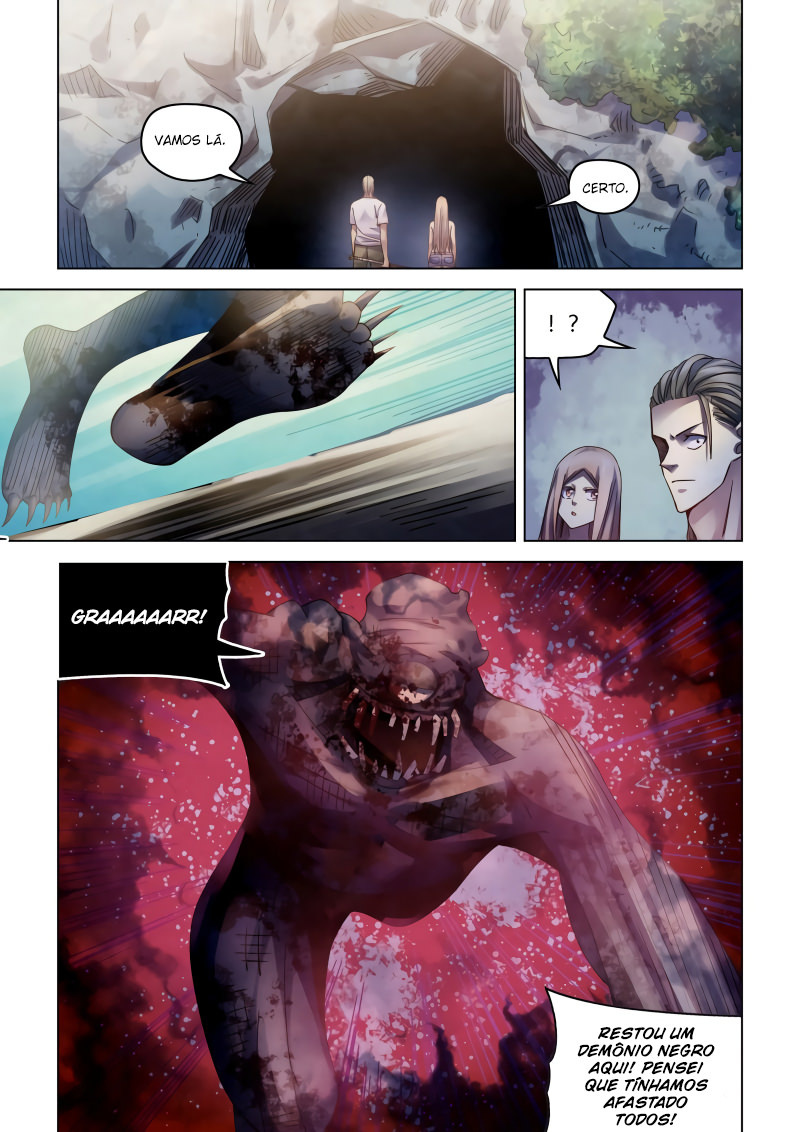 VAMOS LÁ.
CERTO.
! ?
GRAAAAAARR!
RESTOU UM
DEMÔNIO NEGRO
AQUI! PENSEI
QUE TÍNHAMOS
AFASTADO
TODOS!